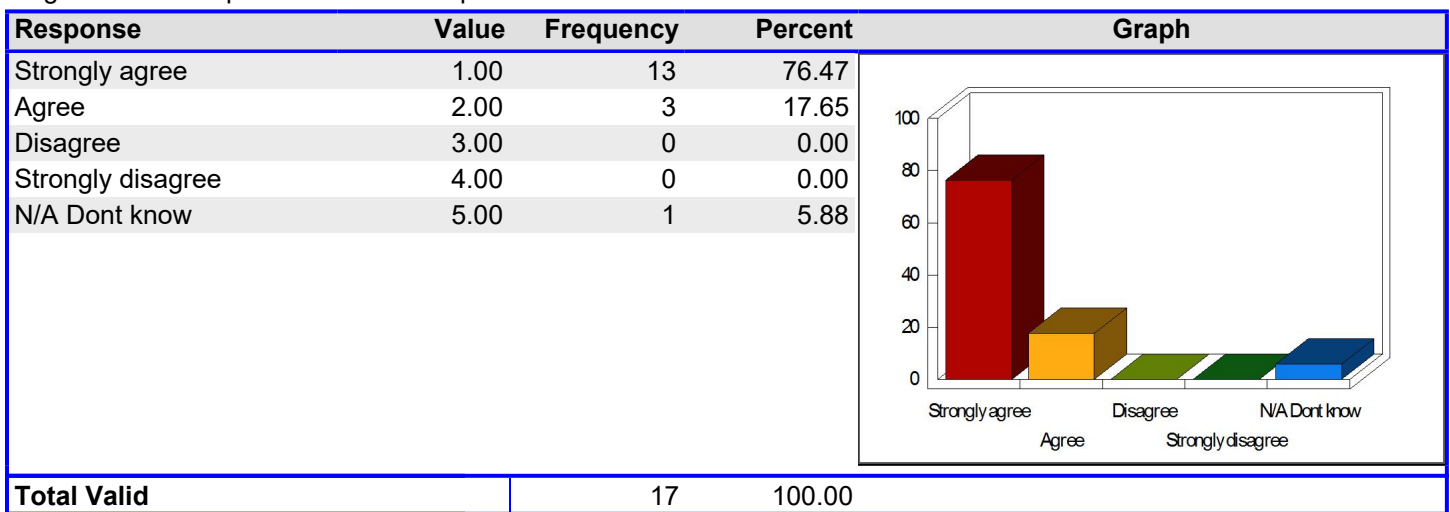 Response Value Frequency Percent Graph
Strongly agree 1.00 13 76.47
Agree 2.00 3 17.65
Disagree 3.00 0 0.00
Strongly disagree 4.00 0 0.00
N/A Dont know 5.00 1 5.88
100
80
60
40
20
0
Strongly agree Disagree N/A Dont know
Agree Strongly disagree
Total Valid 17 100.00